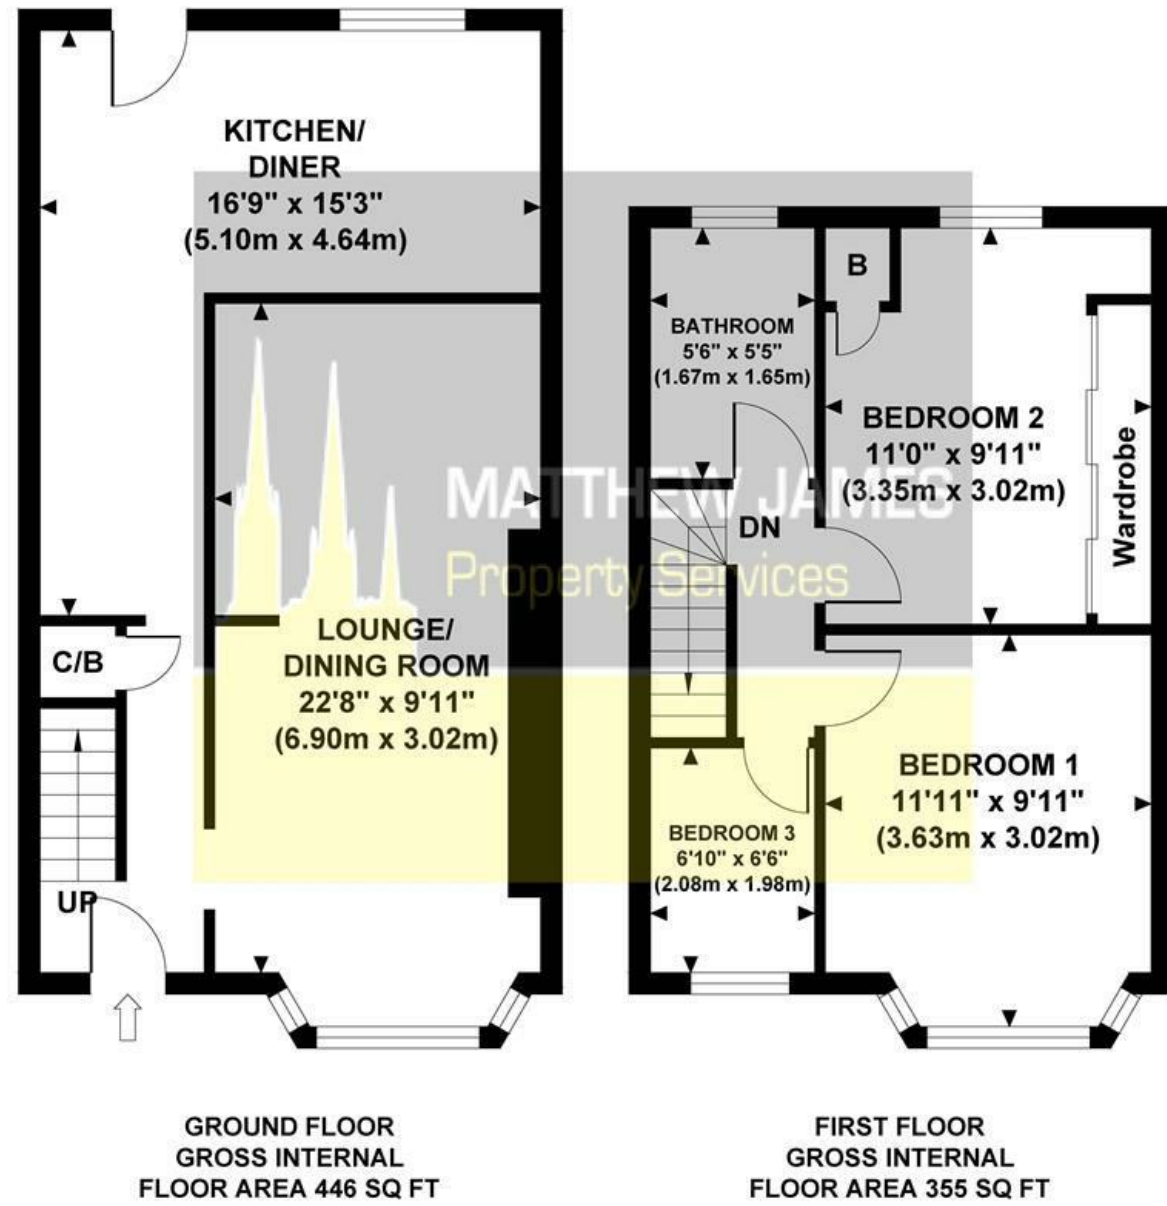 KITCHEN/
DINER
16'9" x 15'3"
(5.10m x 4.64m)
C/B
LOUNGE/
DINING ROOM
22'8" x 9'11"
(6.90m x 3.02m)
UP
BATHROOM
5'6" x 5'5"
(1.67m x 1.65m)
B
BEDROOM 2
11'0" x 9'11"
(3.35m x 3.02m)
Wardrobe
DN
MATTHEW JAMES
Property Services
BEDROOM 1
11'11" x 9'11"
(3.63m x 3.02m)
BEDROOM 3
6'10" x 6'6"
(2.08m x 1.98m)
GROUND FLOOR
GROSS INTERNAL
FLOOR AREA 446 SQ FT
FIRST FLOOR
GROSS INTERNAL
FLOOR AREA 355 SQ FT